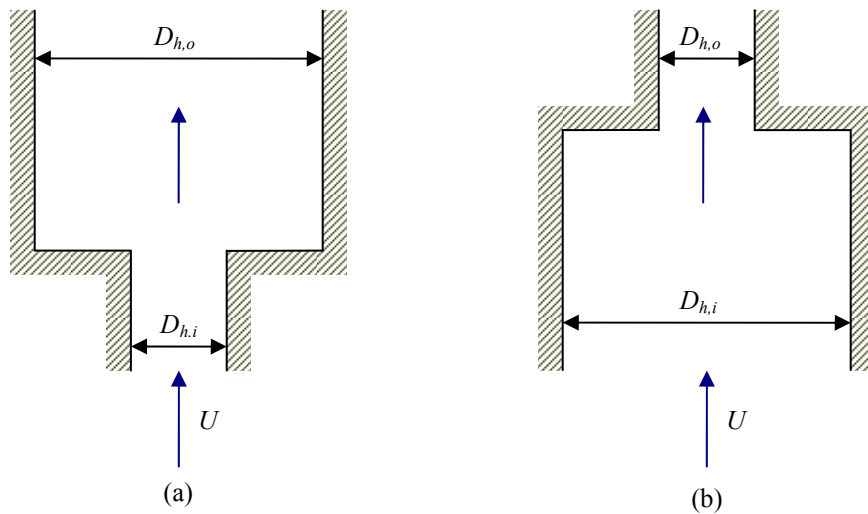 D_{h,o}
D_{h,o}
D_{h.i}
D_{h,i}
U
U
(a)
(b)